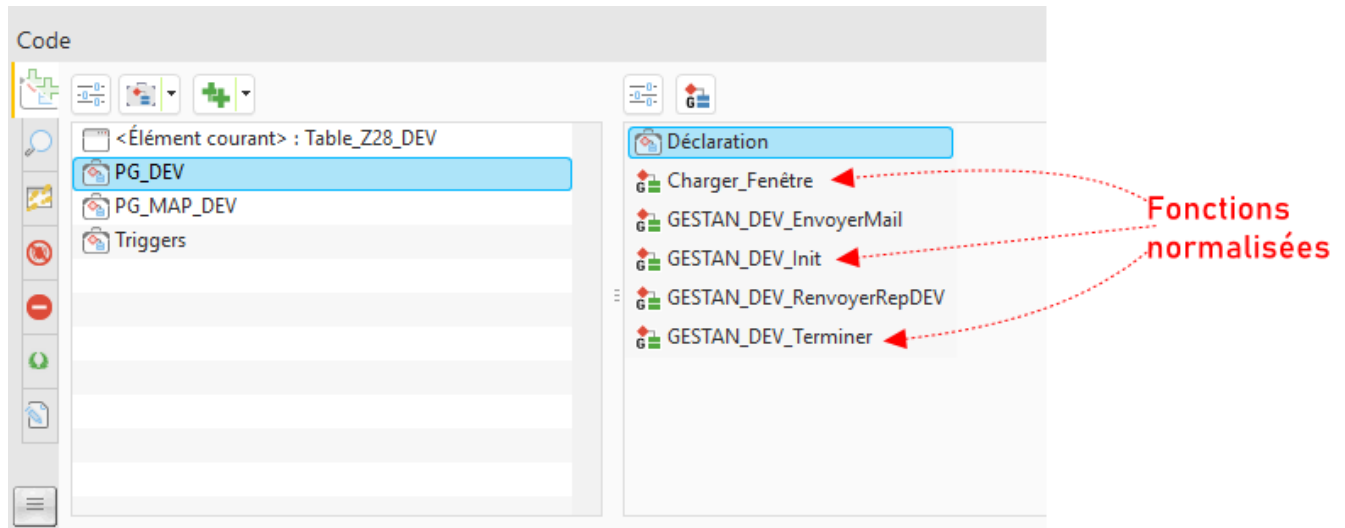 Code
<Élément courant> : Table_Z28_DEV
PG_DEV
PG_MAP_DEV
Triggers
Déclaration
Charger_Fenêtre
GESTAN_DEV_EnvoyerMail
GESTAN_DEV_Init
GESTAN_DEV_RenvoyerRepDEV
GESTAN_DEV_Terminer
Fonctions
normalisées